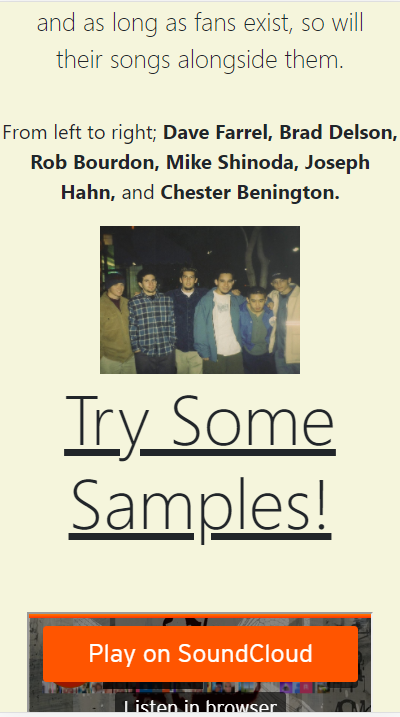 and as long as fans exist, so will
their songs alongside them.
From left to right; Dave Farrel, Brad Delson,
Rob Bourdon, Mike Shinoda, Joseph
Hahn, and Chester Benington.
Try Some
Samples!
Play on SoundCloud
Listen in browser